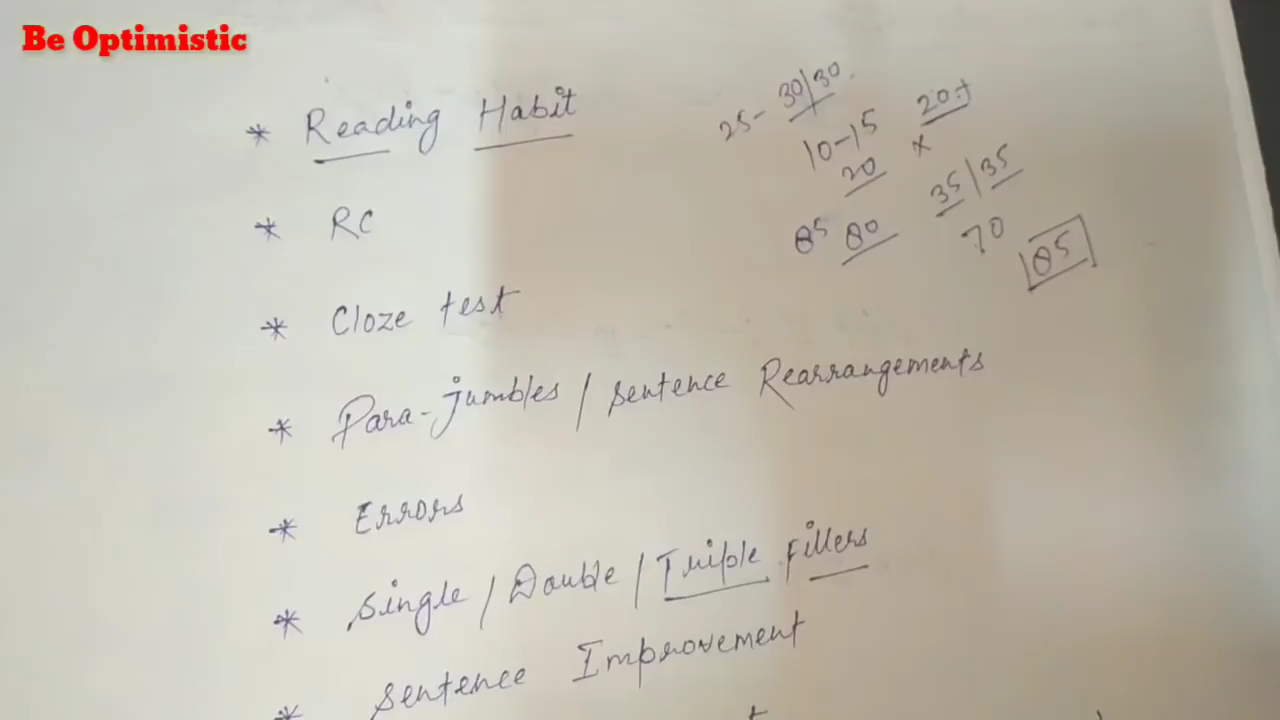 Be Optimistic
* Reading Habit
25- 30/30
10-15 20+
20 x
85 80 35/35
70 85
* RC
* Cloze test
* Para-jumbles / sentence Rearrangements
* Errors
* single / Double / Triple fillers
* sentence Improvement